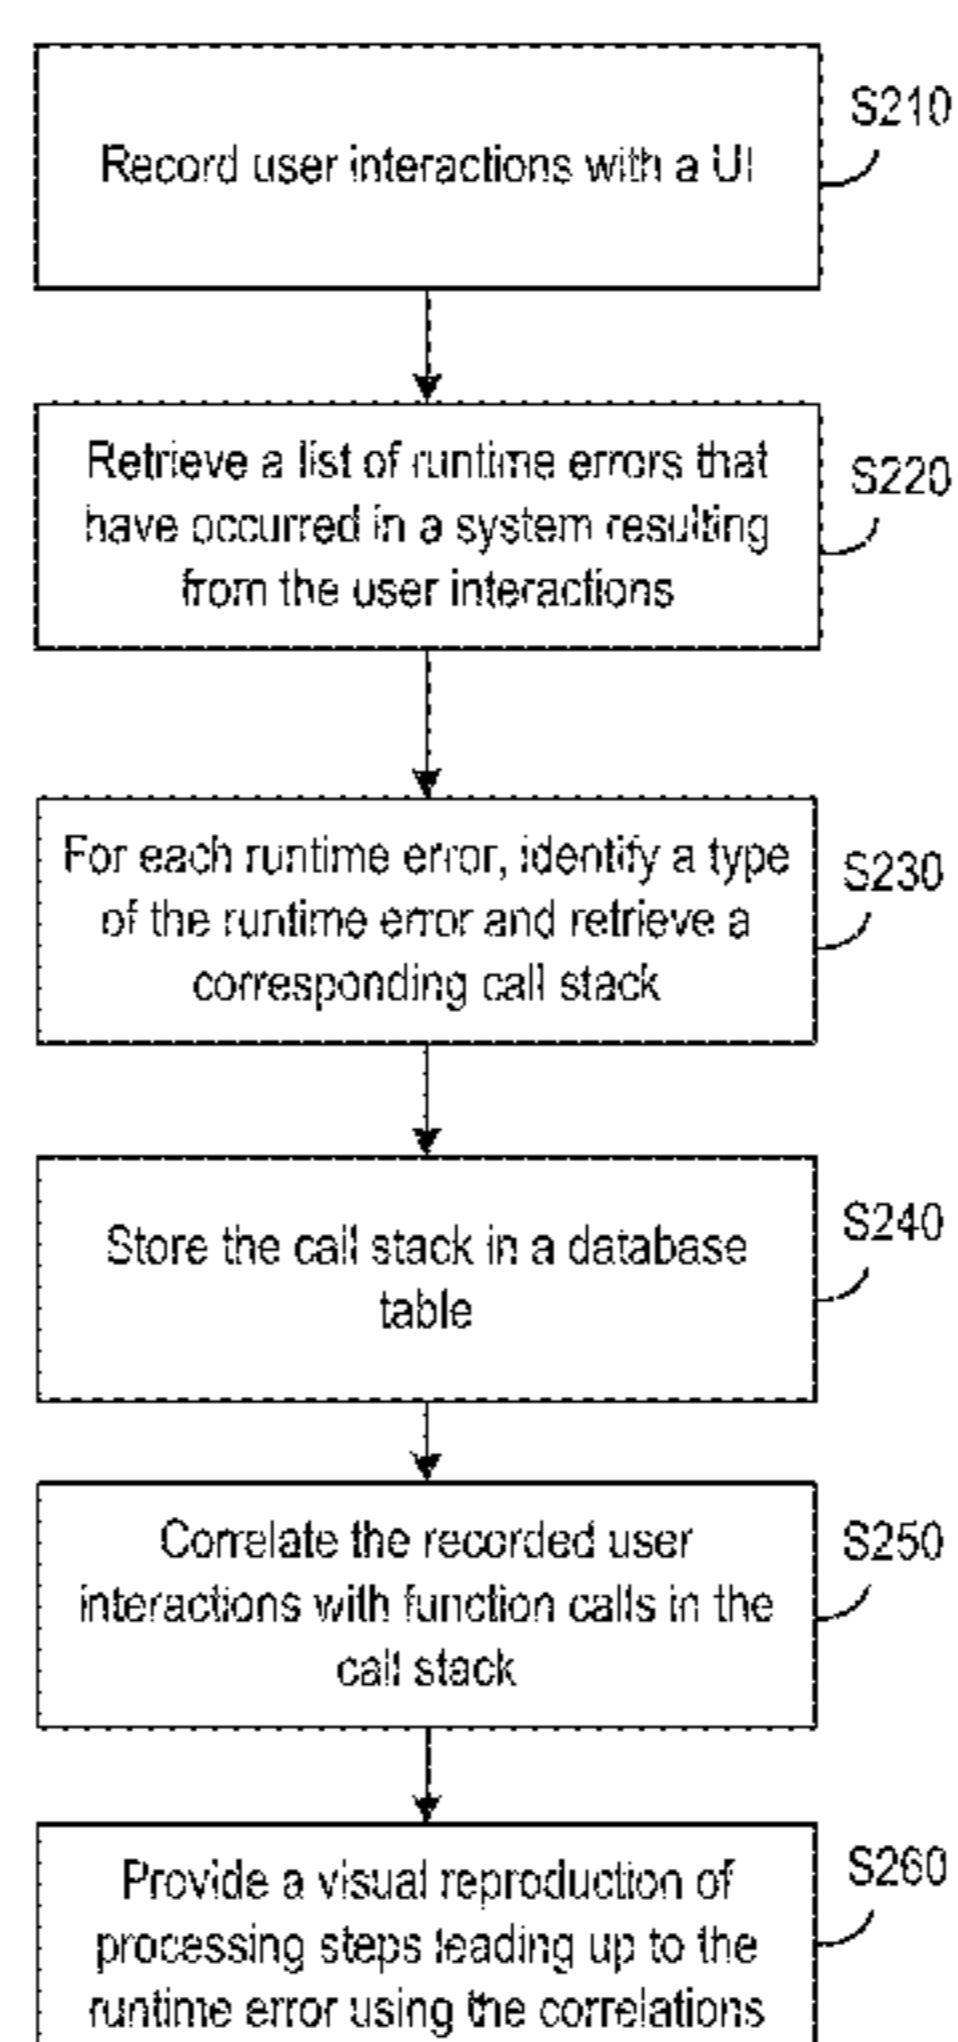 S210
Record user interactions with a UI
Retrieve a list of runtime errors that
have occurred in a system resulting
from the user interactions
S220
For each runtime error, identify a type
of the runtime error and retrieve a
corresponding call stack
S230
Store the call stack in a database
table
S240
Correlate the recorded user
interactions with function calls in the
call stack
S250
Provide a visual reproduction of
processing steps leading up to the
runtime error using the correlations
S260